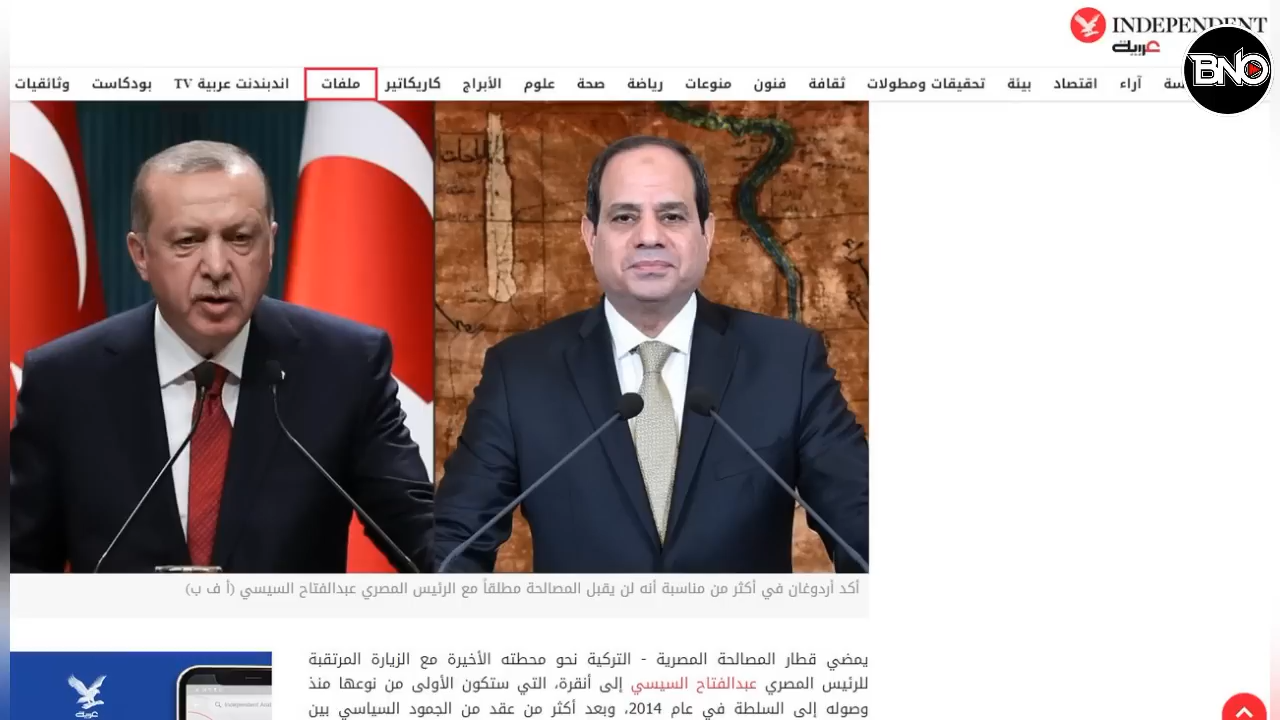 INDEPENDENT
عربية
BNO
آراء اقتصاد بيئة تحقيقات ومطولات ثقافة فنون منوعات رياضة صحة علوم الأبراج كاريكاتير ملفات اندبندنت عربية TV بودكاست وثائقيات
أكد أردوغان في أكثر من مناسبة أنه لن يقبل المصالحة مطلقاً مع الرئيس المصري عبدالفتاح السيسي (أ ف ب)
يمضي قطار المصالحة المصرية - التركية نحو محطته الأخيرة مع الزيارة المرتقبة
للرئيس المصري عبدالفتاح السيسي إلى أنقرة، التي ستكون الأولى من نوعها منذ
وصوله إلى السلطة في عام 2014، وبعد أكثر من عقد من الجمود السياسي بين
عربية